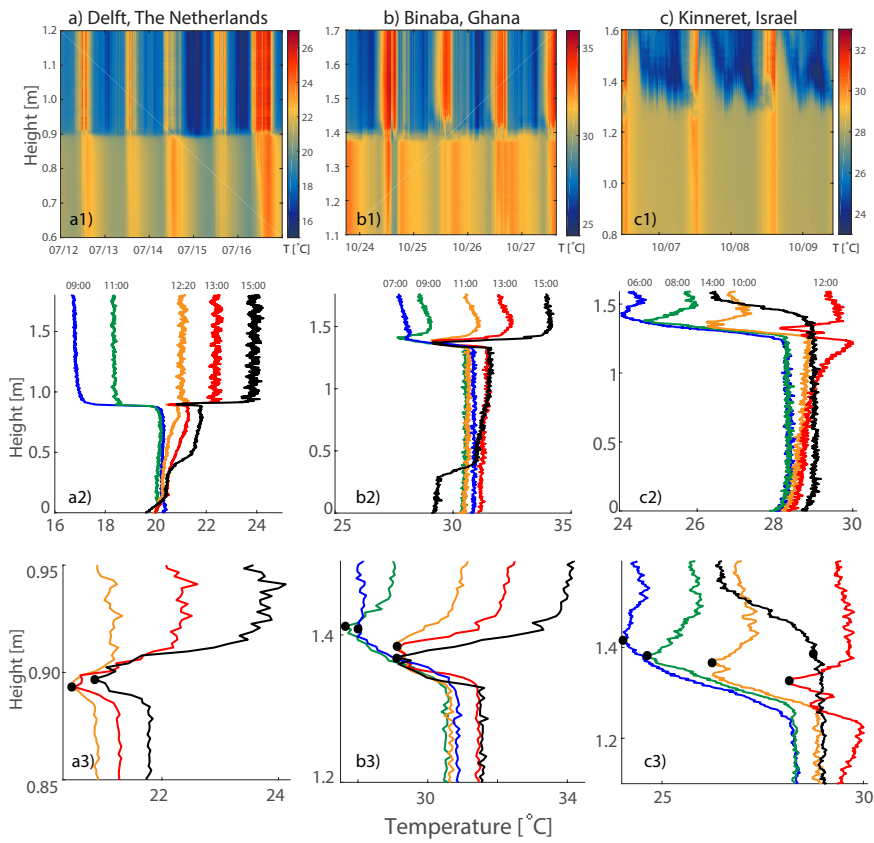 a) Delft, The Netherlands
b) Binaba, Ghana
c) Kinneret, Israel
Height [m]
1.2
1.1
1.0
0.9
0.8
0.7
0.6
a1)
07/12 07/13 07/14 07/15 07/16
T [°C]
26
24
22
20
18
16
1.7
1.6
1.5
1.4
1.3
1.2
1.1
b1)
10/24 10/25 10/26 10/27
T [°C]
35
30
25
1.6
1.4
1.2
1.0
0.8
c1)
10/07 10/08 10/09
T [°C]
32
30
28
26
24
Height [m]
09:00 11:00 12:20 13:00 15:00
1.5
1.0
0.5
0
a2)
16 18 20 22 24
07:00 09:00 11:00 12:00 15:00
1.5
1
0.5
0
b2)
25 30 35
06:00 08:00 14:00 10:00 12:00
1.5
1
0.5
0
c2)
24 26 28 30
Height [m]
0.95
0.90
0.85
a3)
22 24
1.4
1.2
b3)
30 34
1.4
1.2
c3)
25 30
Temperature [°C]